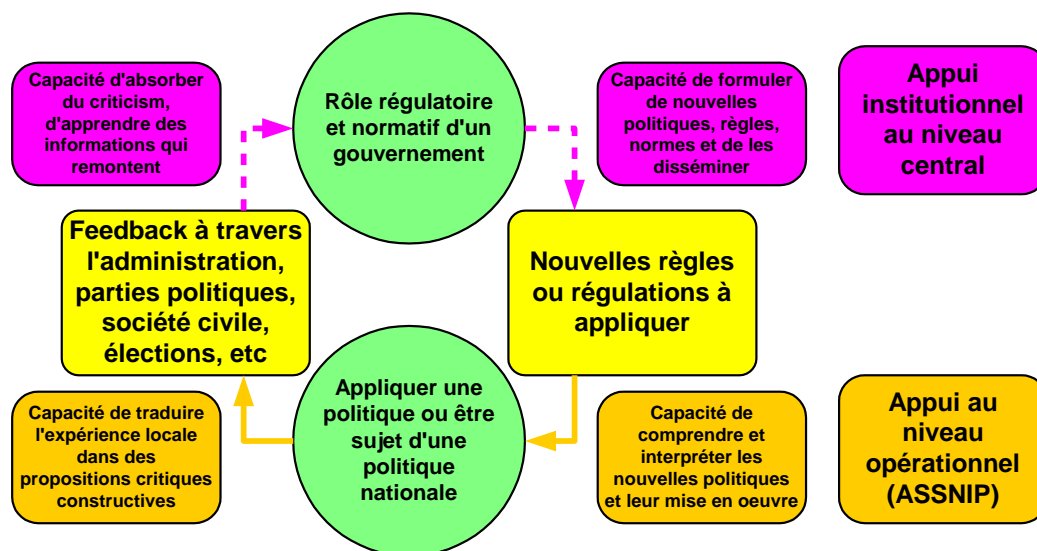 Capacité d'absorber
du criticism,
d'apprendre des
informations qui
remontent
Rôle régulatoire
et normatif d'un
gouvernement
Capacité de formuler
de nouvelles
politiques, règles,
normes et de les
disséminer
Appui
institutionnel
au niveau
central
Feedback à travers
l'administration,
parties politiques,
société civile,
élections, etc
Nouvelles règles
ou régulations à
appliquer
Capacité de traduire
l'expérience locale
dans des
propositions critiques
constructives
Appliquer une
politique ou être
sujet d'une
politique
nationale
Capacité de
comprendre et
interpréter les
nouvelles politiques
et leur mise en oeuvre
Appui au
niveau
opérationnel
(ASSNIP)